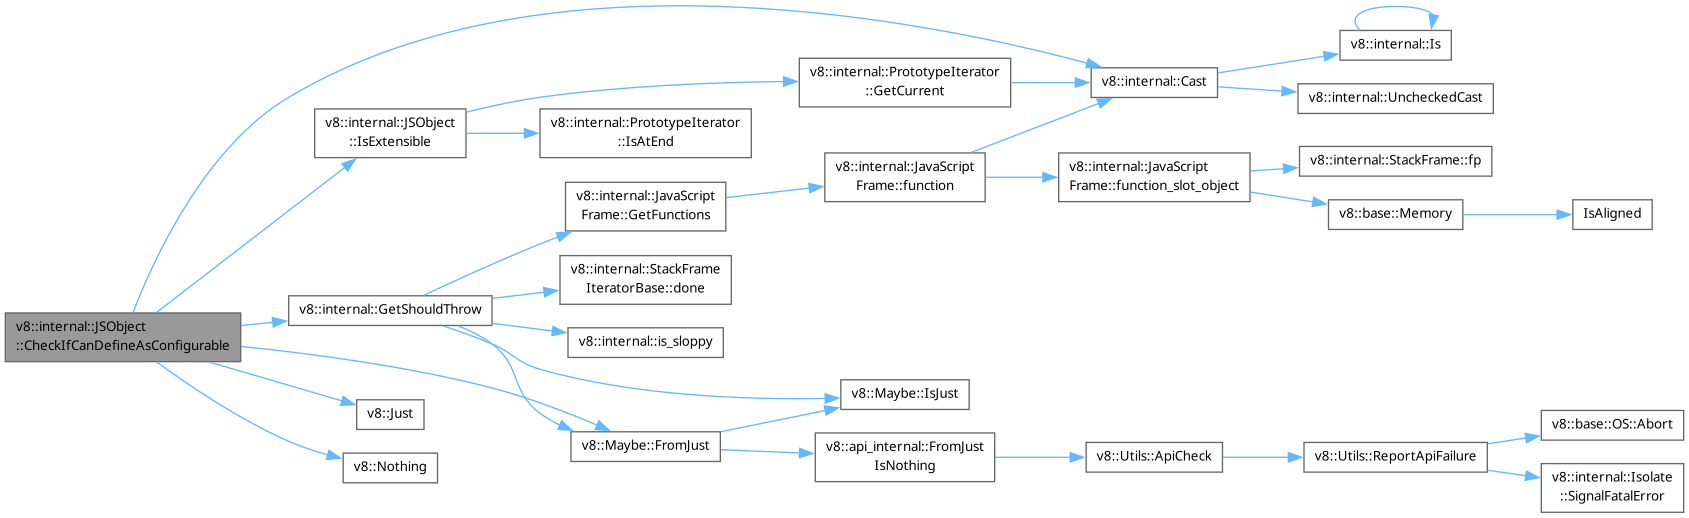 v8::internal::JSObject
::CheckIfCanDefineAsConfigurable
v8::internal::JSObject
::IsExtensible
v8::internal::GetShouldThrow
v8::Just
v8::Nothing
v8::internal::PrototypeIterator
::IsAtEnd
v8::internal::JavaScript
Frame::GetFunctions
v8::internal::StackFrame
IteratorBase::done
v8::internal::is_sloppy
v8::Maybe::FromJust
v8::internal::PrototypeIterator
::GetCurrent
v8::internal::JavaScript
Frame::function
v8::Maybe::IsJust
v8::api_internal::FromJust
IsNothing
v8::internal::Cast
v8::internal::JavaScript
Frame::function_slot_object
v8::Utils::ApiCheck
v8::internal::Is
v8::internal::UncheckedCast
v8::internal::StackFrame::fp
v8::base::Memory
v8::Utils::ReportApiFailure
IsAligned
v8::base::OS::Abort
v8::internal::Isolate
::SignalFatalError